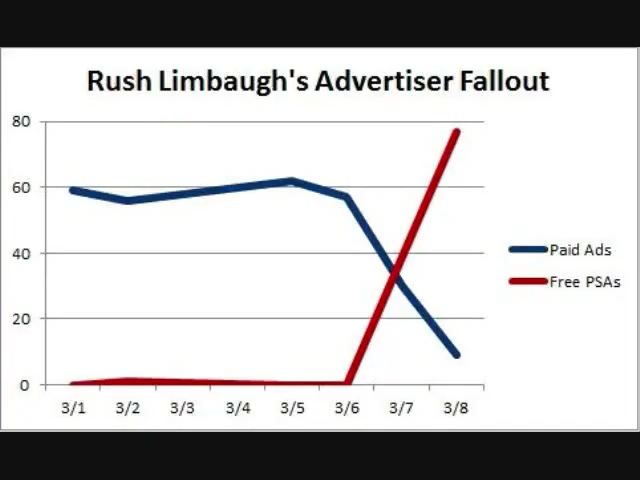 Rush Limbaugh's Advertiser Fallout
80
60
40
20
0
3/1 3/2 3/3 3/4 3/5 3/6 3/7 3/8
Paid Ads
Free PSAs